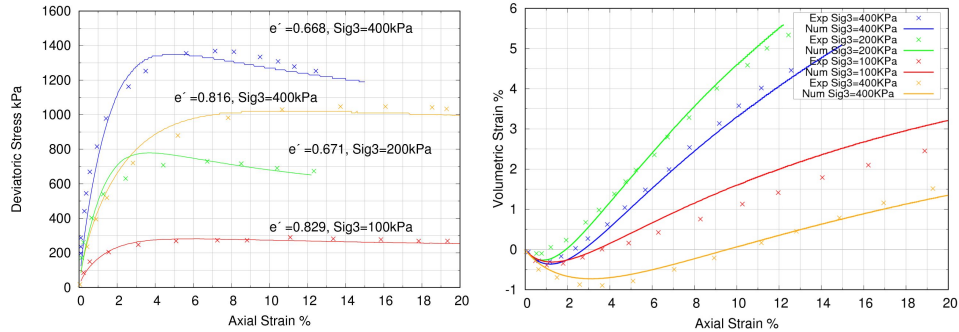 1600
1400
1200
1000
800
600
400
200
0
0 2 4 6 8 10 12 14 16 18 20
Deviatoric Stress kPa
Axial Strain %
e´ =0.668, Sig3=400kPa
e´ =0.816, Sig3=400kPa
e´ =0.671, Sig3=200kPa
e´ =0.829, Sig3=100kPa
6
5
4
3
2
1
0
-1
0 2 4 6 8 10 12 14 16 18 20
Volumetric Strain %
Axial Strain %
Exp Sig3=400KPa
Num Sig3=400KPa
Exp Sig3=200KPa
Num Sig3=200KPa
Exp Sig3=100KPa
Num Sig3=100KPa
Exp Sig3=400KPa
Num Sig3=400KPa